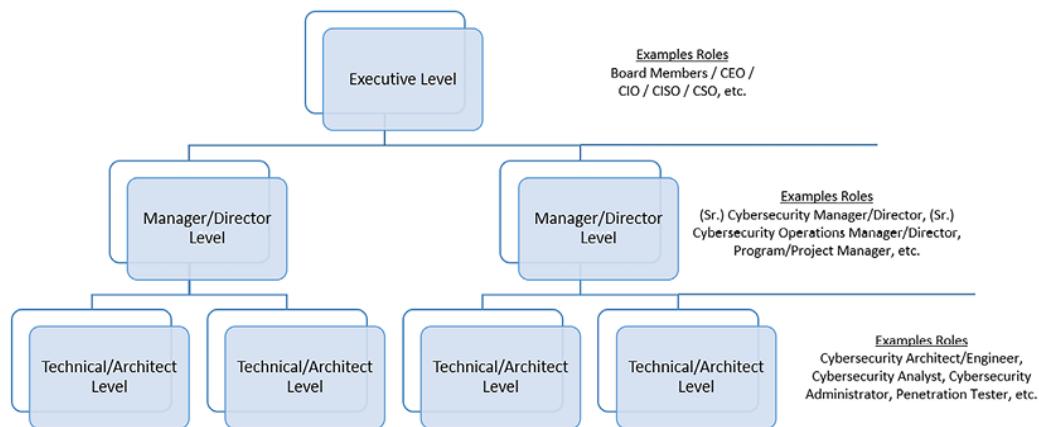 Executive Level
Examples Roles
Board Members / CEO /
CIO / CISO / CSO, etc.
Manager/Director
Level
Manager/Director
Level
Examples Roles
(Sr.) Cybersecurity Manager/Director, (Sr.)
Cybersecurity Operations Manager/Director,
Program/Project Manager, etc.
Technical/Architect
Level
Technical/Architect
Level
Technical/Architect
Level
Technical/Architect
Level
Examples Roles
Cybersecurity Architect/Engineer,
Cybersecurity Analyst, Cybersecurity
Administrator, Penetration Tester, etc.